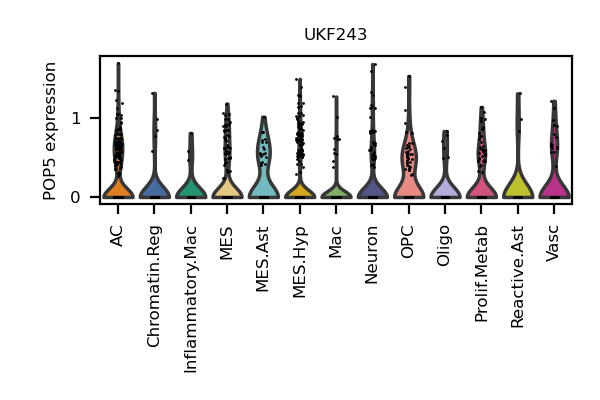 UKF243
POP5 expression
1
0
AC
Chromatin.Reg
Inflammatory.Mac
MES
MES.Ast
MES.Hyp
Mac
Neuron
OPC
Oligo
Prolif.Metab
Reactive.Ast
Vasc